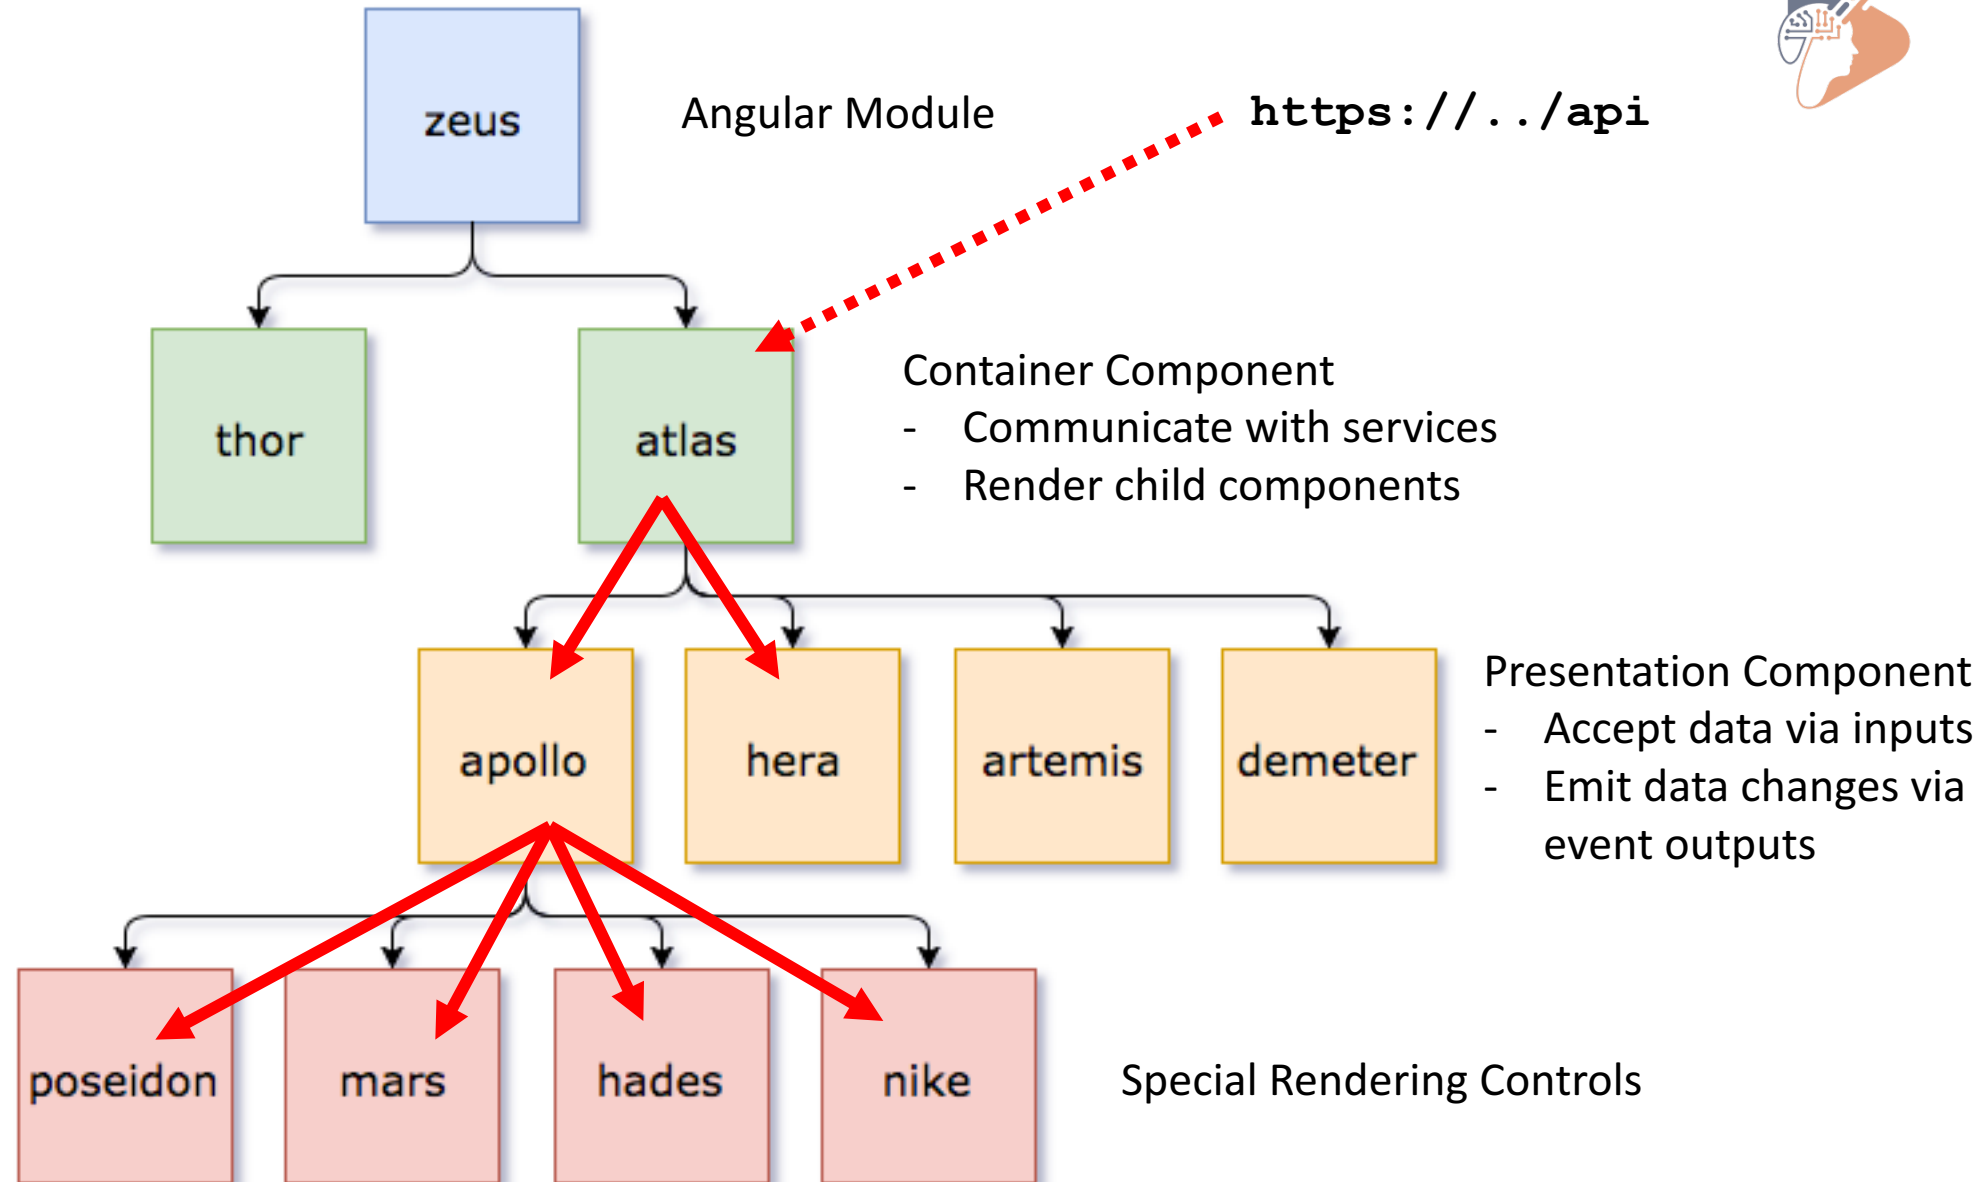 zeus
Angular Module
https://../api
thor
atlas
Container Component
- Communicate with services
- Render child components
apollo
hera
artemis
demeter
Presentation Component
- Accept data via inputs
- Emit data changes via
event outputs
poseidon
mars
hades
nike
Special Rendering Controls